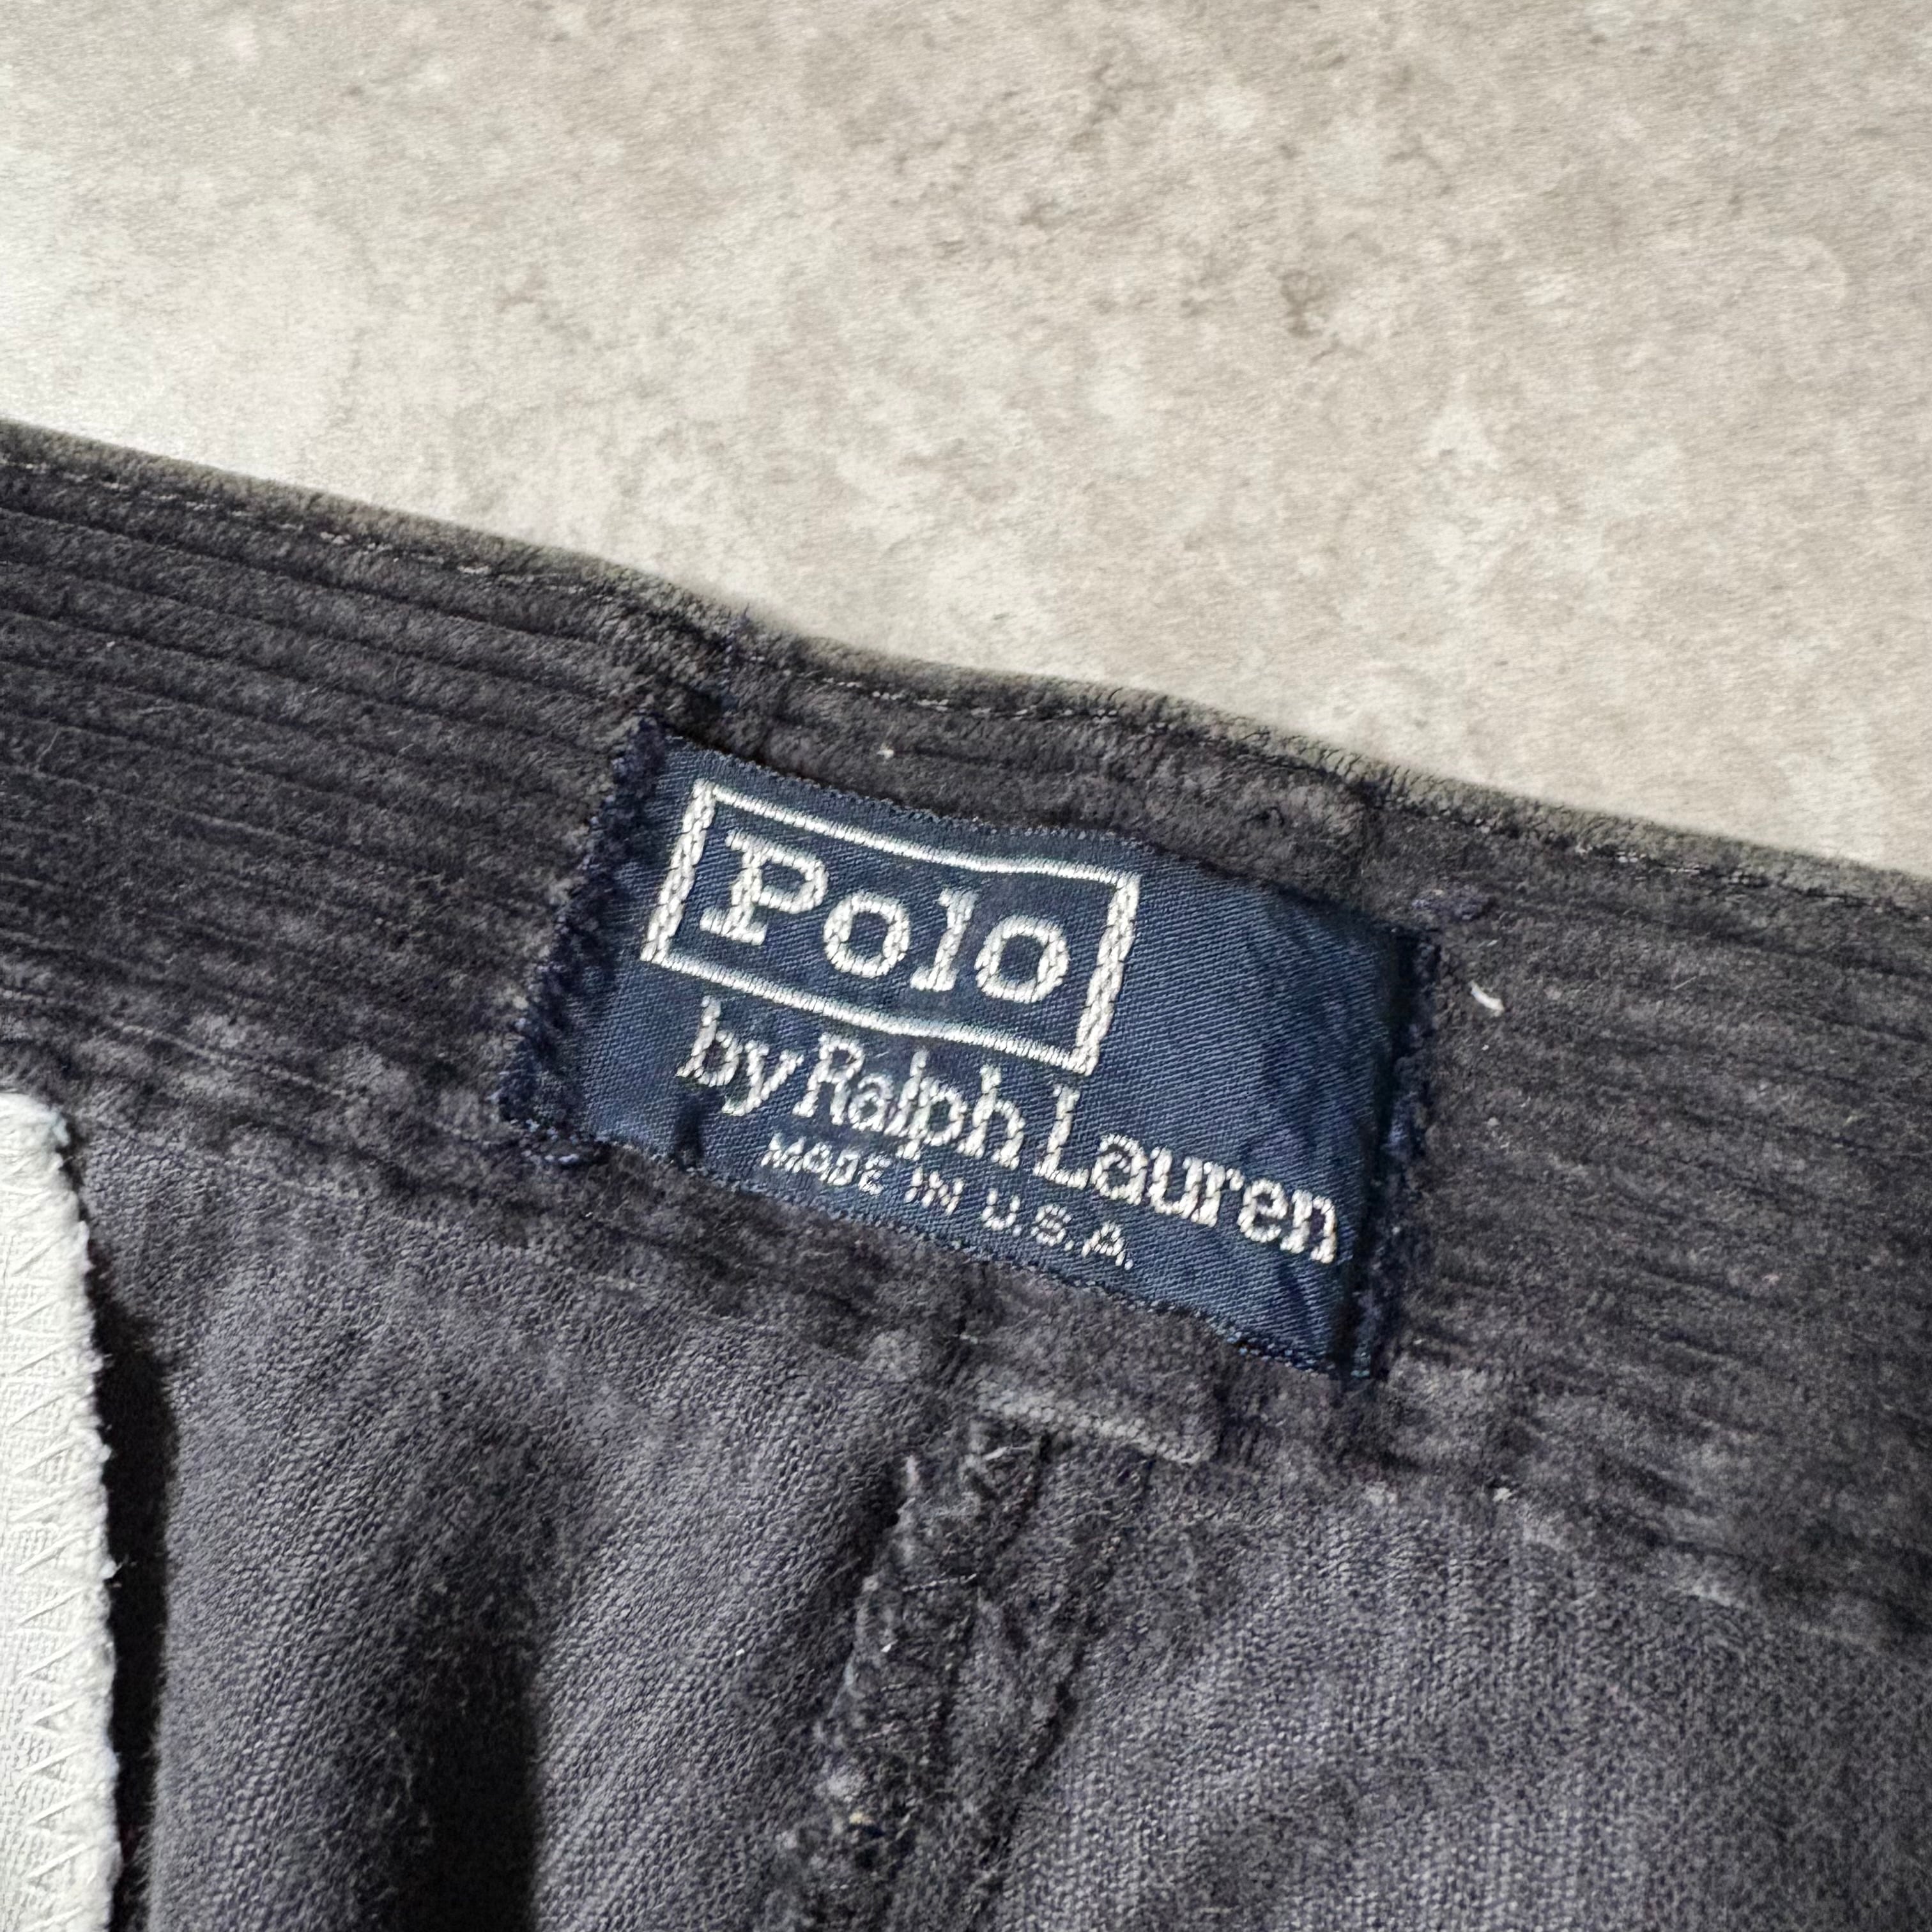 Polo
by Ralph Lauren
MADE IN U.S.A.